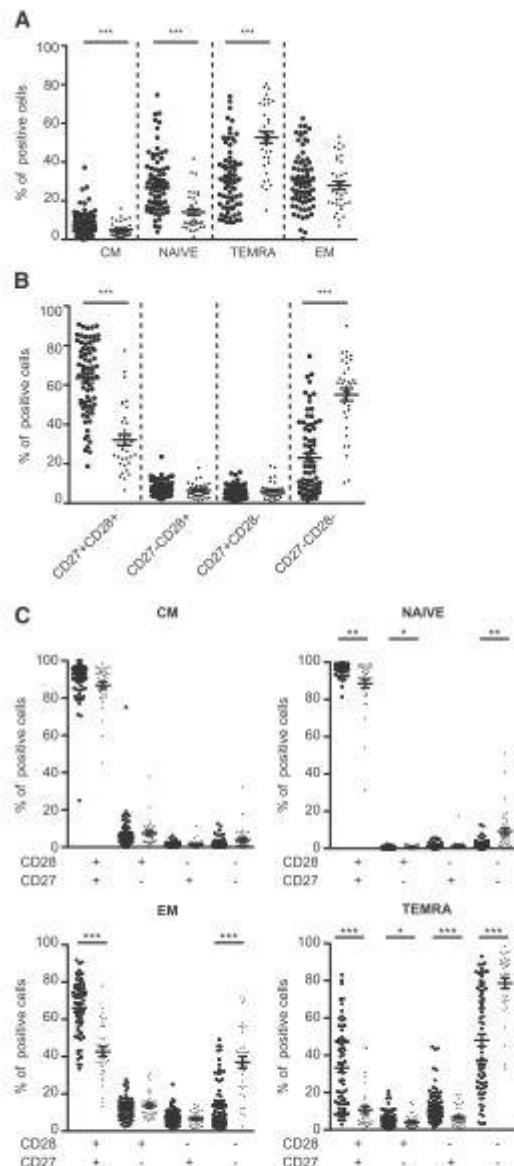 A
*** *** ***
% of positive cells
100
80
60
40
20
0
CM NAIVE TEMRA EM
B
*** ***
% of positive cells
100
80
60
40
20
0
CD27+CD28+ CD27-CD28+ CD27+CD28- CD27-CD28-
C
CM
% of positive cells
100
80
60
40
20
0
CD28 + + - -
CD27 + - + -
NAIVE
** * **
% of positive cells
100
80
60
40
20
0
CD28 + + - -
CD27 + - + -
EM
*** ***
% of positive cells
100
80
60
40
20
0
CD28 + + - -
CD27 + - + -
TEMRA
*** * *** ***
% of positive cells
100
80
60
40
20
0
CD28 + + - -
CD27 + - + -